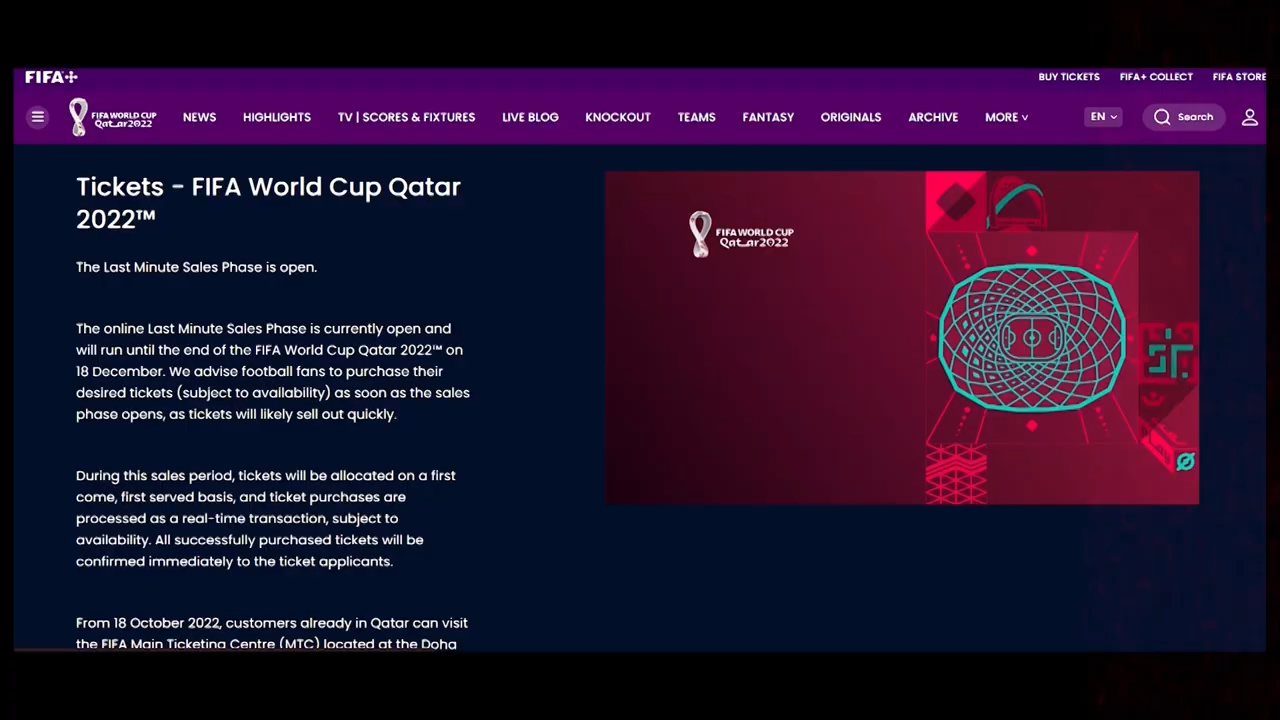 FIFA+
BUY TICKETS
FIFA+ COLLECT
FIFA STORE
FIFA WORLD CUP
Qatar2022
NEWS
HIGHLIGHTS
TV | SCORES & FIXTURES
LIVE BLOG
KNOCKOUT
TEAMS
FANTASY
ORIGINALS
ARCHIVE
MORE
EN
Search
Tickets - FIFA World Cup Qatar
2022™
The Last Minute Sales Phase is open.
The online Last Minute Sales Phase is currently open and
will run until the end of the FIFA World Cup Qatar 2022™ on
18 December. We advise football fans to purchase their
desired tickets (subject to availability) as soon as the sales
phase opens, as tickets will likely sell out quickly.
During this sales period, tickets will be allocated on a first
come, first served basis, and ticket purchases are
processed as a real-time transaction, subject to
availability. All successfully purchased tickets will be
confirmed immediately to the ticket applicants.
From 18 October 2022, customers already in Qatar can visit
the FIFA Main Ticketing Centre (MTC) located at the Doha
FIFA WORLD CUP
Qatar2022